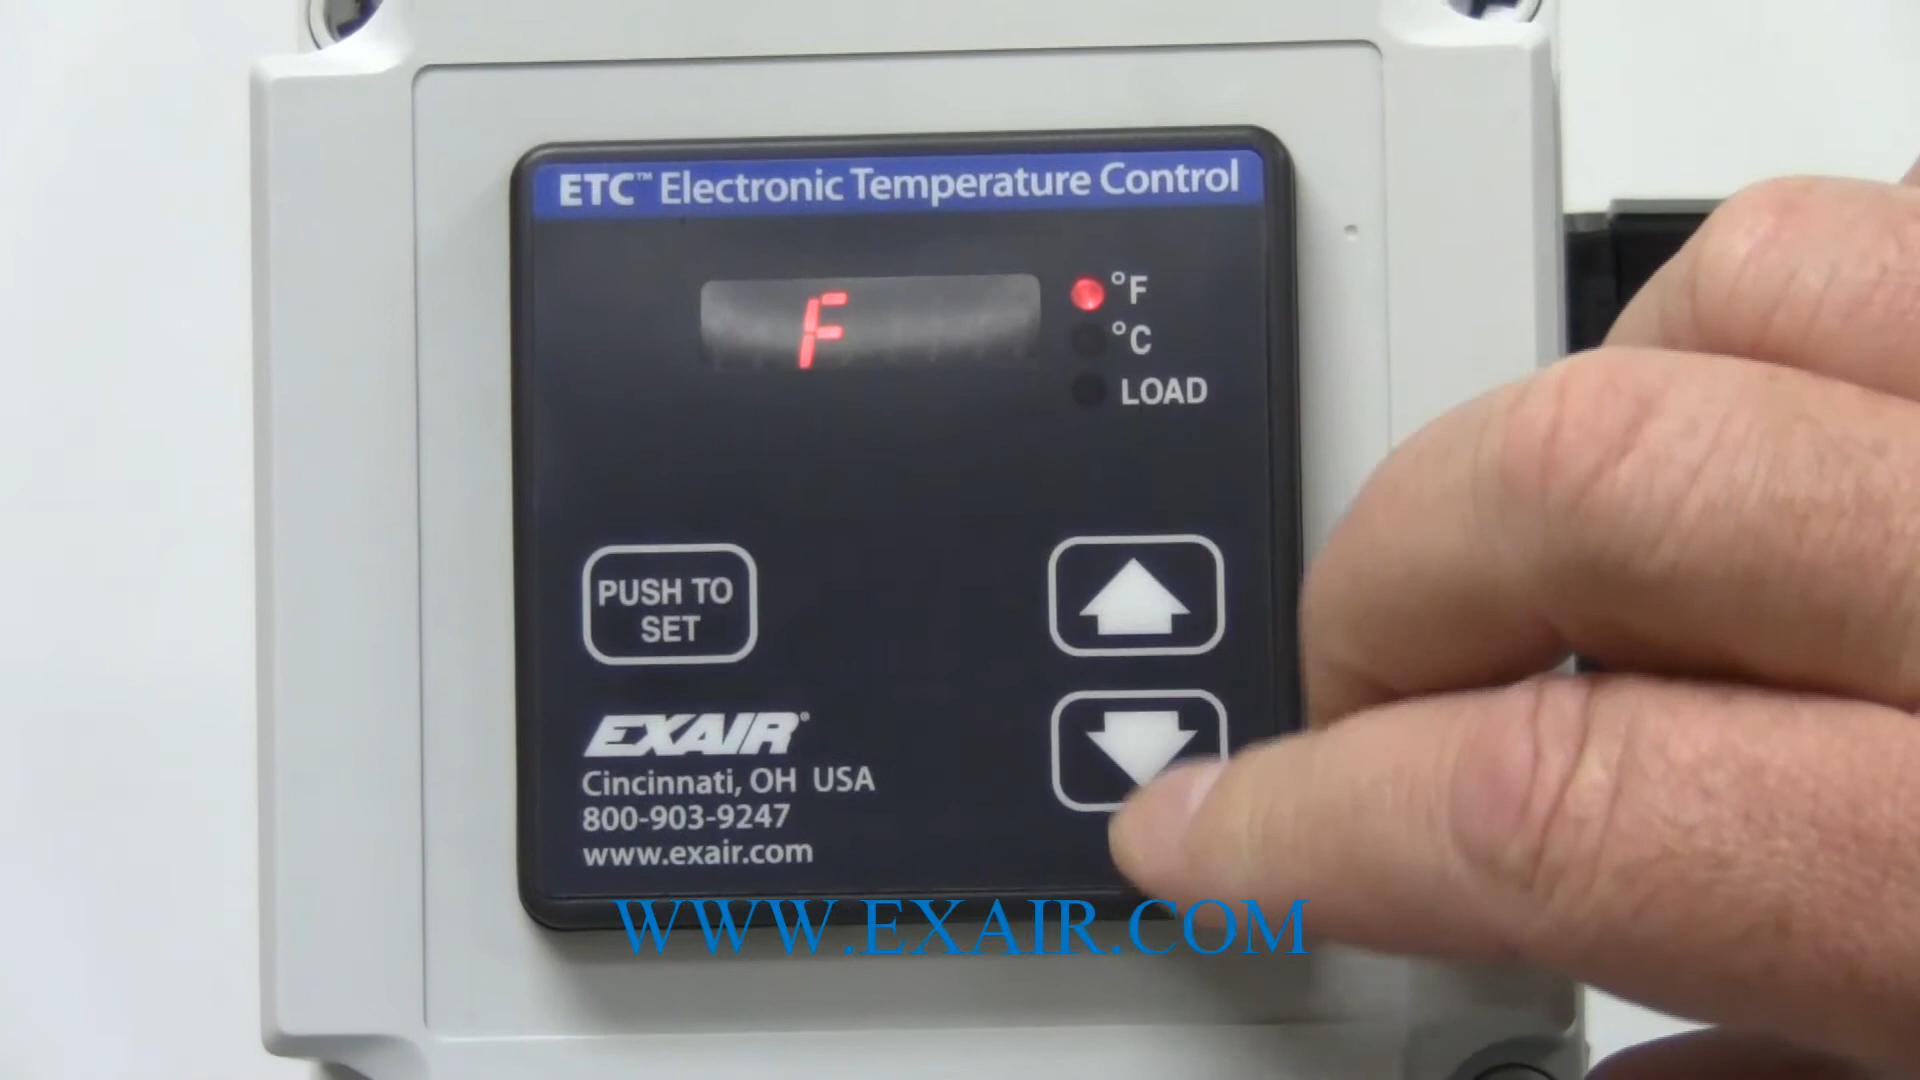 ETC™ Electronic Temperature Control
F
°F
°C
LOAD
PUSH TO
SET
EXAIR®
Cincinnati, OH USA
800-903-9247
www.exair.com
WWW.EXAIR.COM